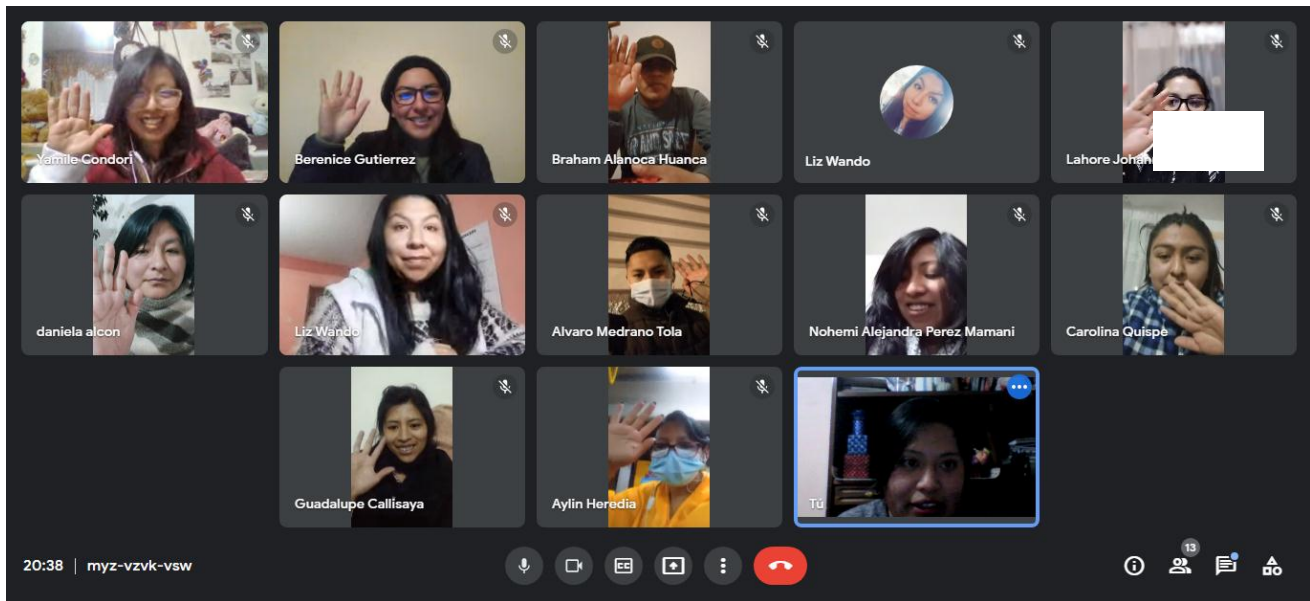 Yamile Condori
Berenice Gutierrez
Braham Alanoca Huanca
Liz Wando
Lahore Johan
daniela alcon
Liz Wando
Alvaro Medrano Tola
Nohemi Alejandra Perez Mamani
Carolina Quispe
Guadalupe Callisaya
Aylin Heredia
Tú
20:38 | myz-vzvk-vsw
CC
13